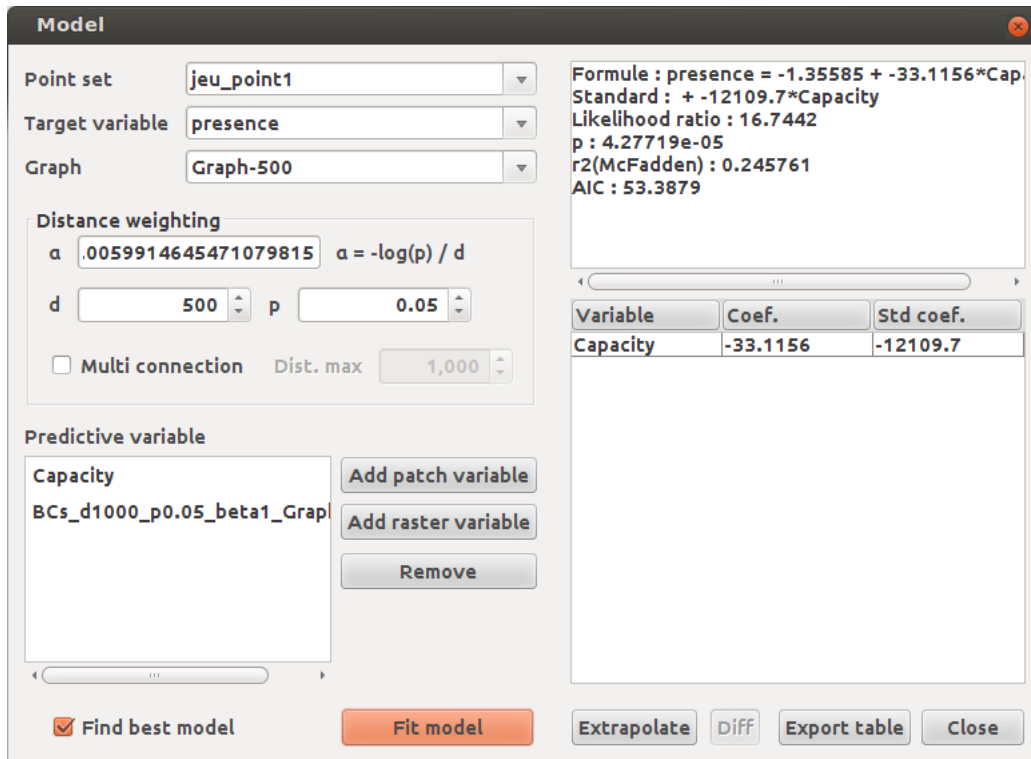 Model
Point set jeu_point1
Target variable presence
Graph Graph-500
Distance weighting
a .0059914645471079815 a = -log(p) / d
d 500 p 0.05
Multi connection Dist. max 1,000
Predictive variable
Capacity
BCs_d1000_p0.05_beta1_Grap
Add patch variable
Add raster variable
Remove
Find best model
Fit model
Formule : presence = -1.35585 + -33.1156*Cap
Standard : + -12109.7*Capacity
Likelihood ratio : 16.7442
p : 4.27719e-05
r2(McFadden) : 0.245761
AIC : 53.3879
Variable Coef. Std coef.
Capacity -33.1156 -12109.7
Extrapolate Diff Export table Close